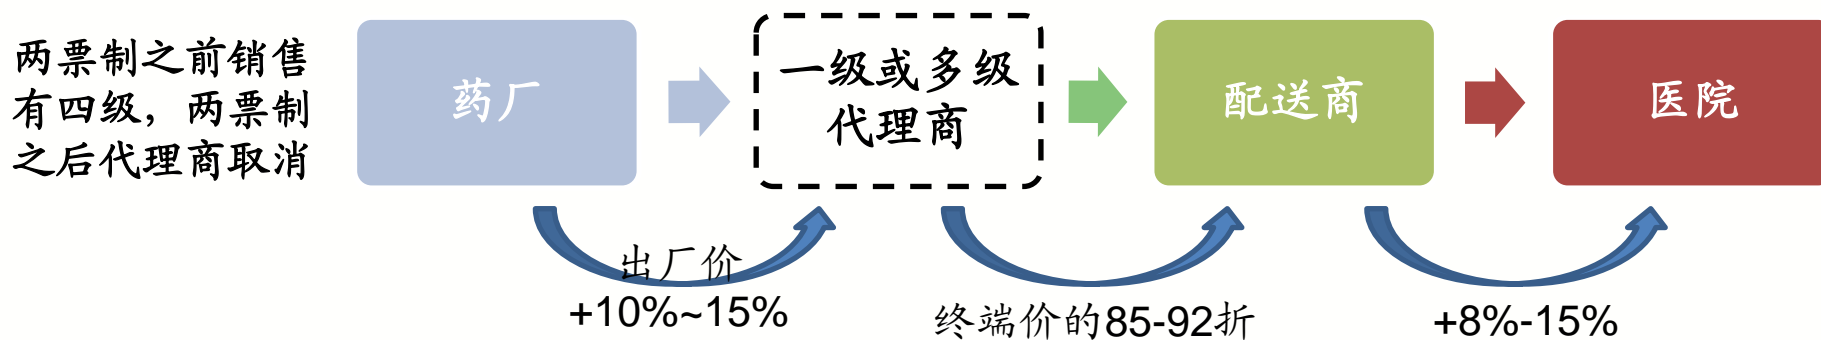 两票制之前销售
有四级，两票制
之后代理商取消
药厂
一级或多级
代理商
配送商
医院
出厂价
+10%~15%
终端价的85-92折
+8%-15%